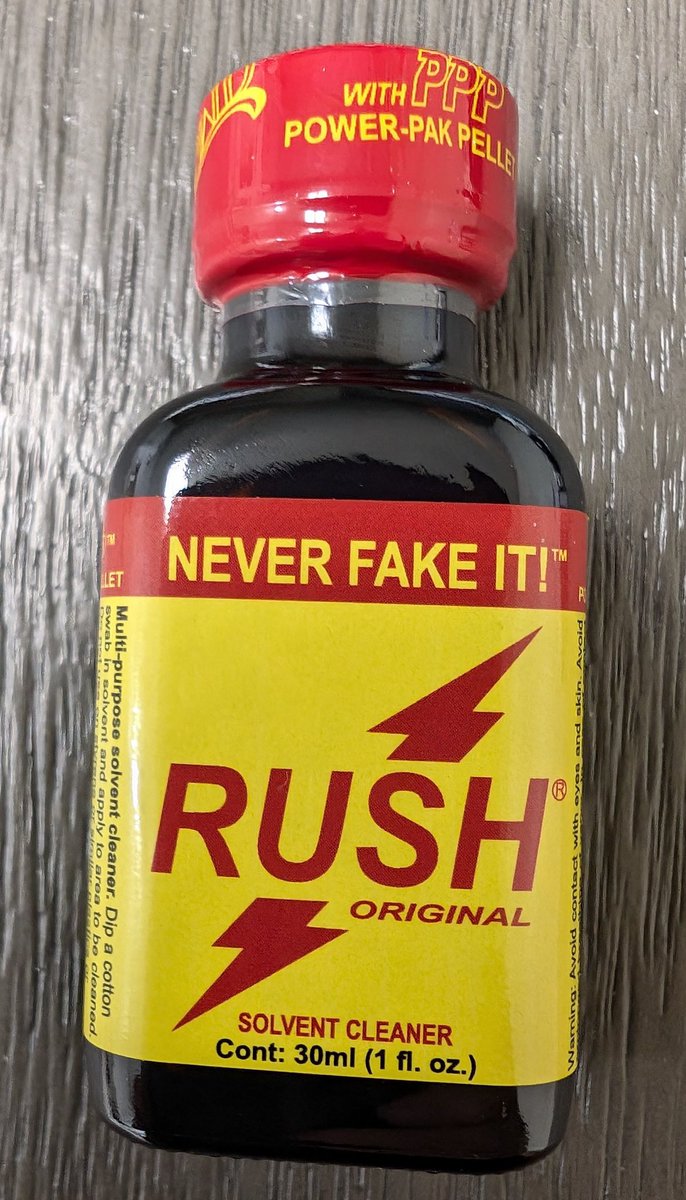 WITH PPP
POWER-PAK PELLET
NEVER FAKE IT!™
™
LLET
RUSH®
ORIGINAL
SOLVENT CLEANER
Cont: 30ml (1 fl. oz.)
Multi-purpose solvent cleaner. Dip a cotton
swab in solvent and apply to area to be cleaned.
Warning: Avoid contact with eyes and skin. Avoid